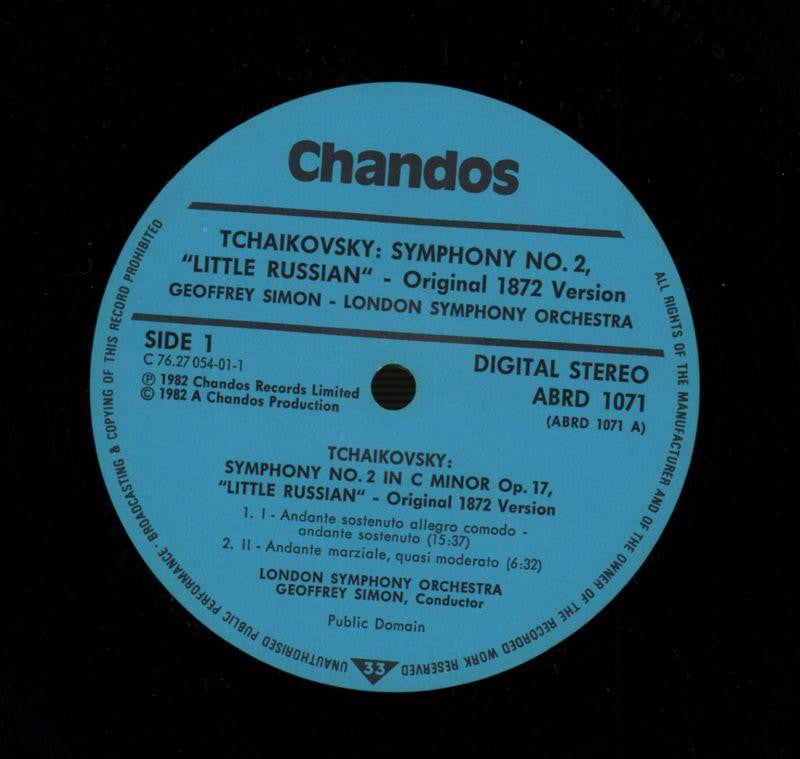 Chandos
TCHAIKOVSKY: SYMPHONY NO. 2,
"LITTLE RUSSIAN" - Original 1872 Version
GEOFFREY SIMON - LONDON SYMPHONY ORCHESTRA
SIDE 1
C 76.27 054-01-1
Ⓟ 1982 Chandos Records Limited
© 1982 A Chandos Production
DIGITAL STEREO
ABRD 1071
(ABRD 1071 A)
TCHAIKOVSKY:
SYMPHONY NO. 2 IN C MINOR Op. 17,
"LITTLE RUSSIAN" - Original 1872 Version
1. I - Andante sostenuto allegro comodo -
andante sostenuto (15:37)
2. II - Andante marziale, quasi moderato (6:32)
LONDON SYMPHONY ORCHESTRA
GEOFFREY SIMON, Conductor
Public Domain
33
ALL RIGHTS OF THE MANUFACTURER AND OF THE OWNER OF THE RECORDED WORK RESERVED
UNAUTHORISED PUBLIC PERFORMANCE · BROADCASTING & COPYING OF THIS RECORD PROHIBITED